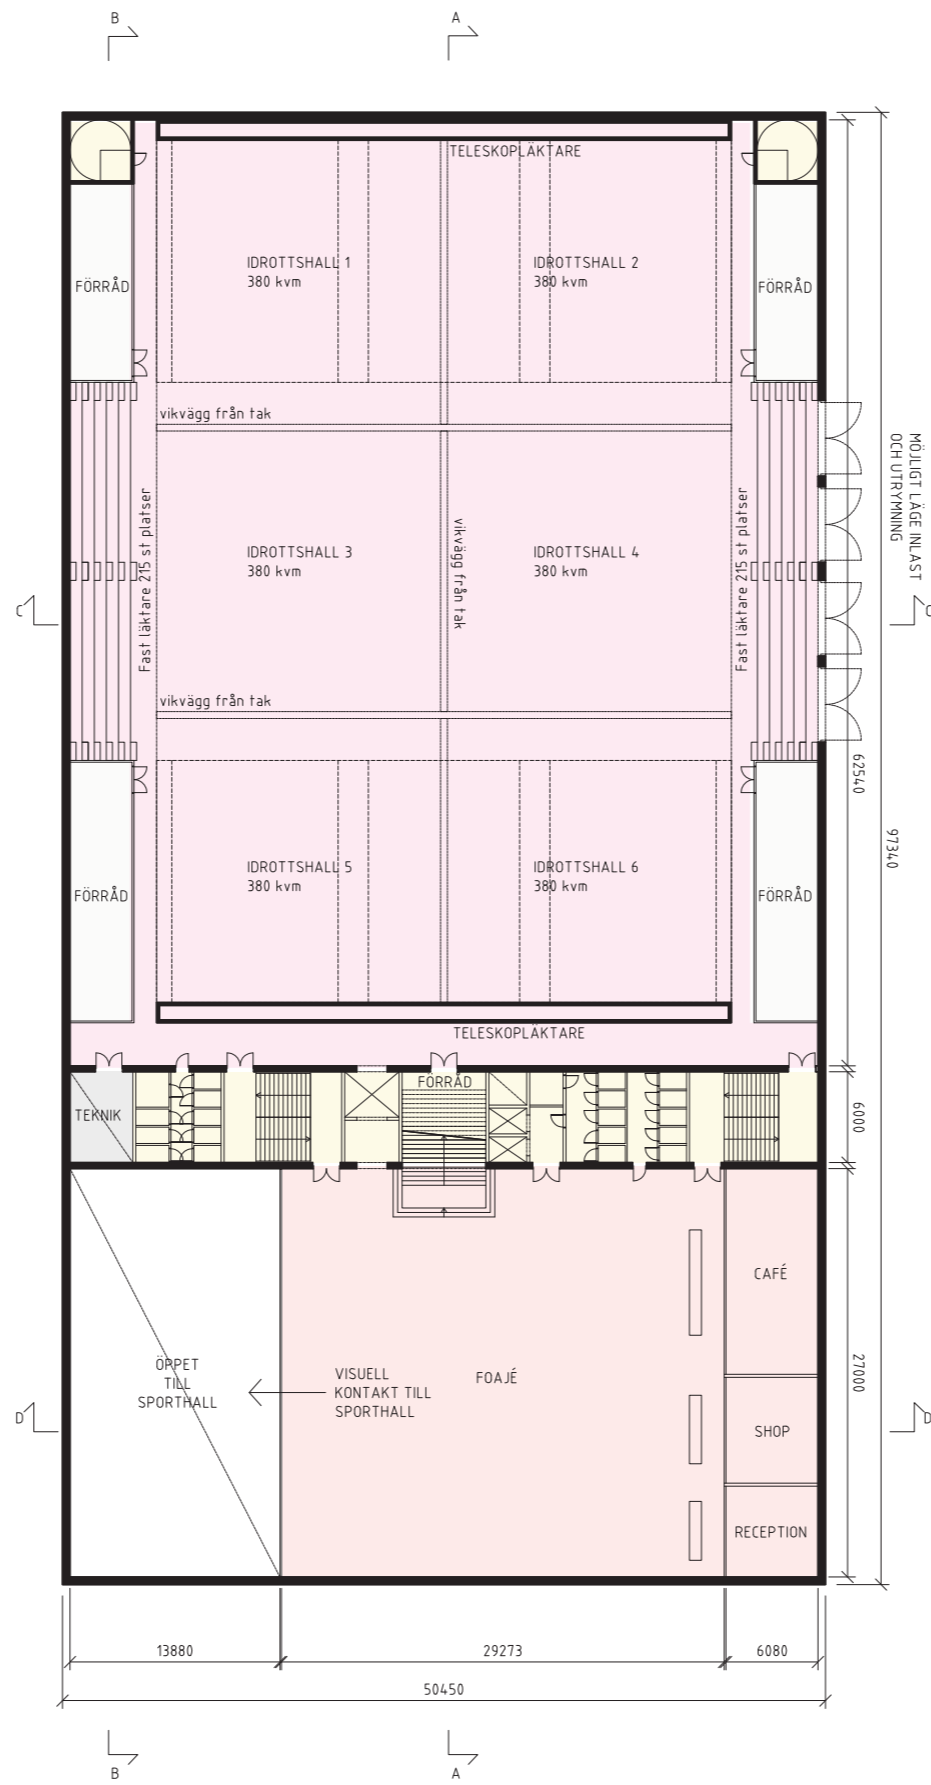 B
A
TELESKOPLÄKTARE
IDROTTSHALL 1
380 kvm
IDROTTSHALL 2
380 kvm
FÖRRÅD
FÖRRÅD
vikvägg från tak
MÖJLIGT LÄGE INLAST
OCH UTRYMNING
Fast läktare 215 st platser
vikvägg från tak
Fast läktare 215 st platser
IDROTTSHALL 3
380 kvm
IDROTTSHALL 4
380 kvm
C
C
vikvägg från tak
62540
97340
IDROTTSHALL 5
380 kvm
IDROTTSHALL 6
380 kvm
FÖRRÅD
FÖRRÅD
TELESKOPLÄKTARE
FÖRRÅD
TEKNIK
6000
CAFÉ
ÖPPET
TILL
SPORTHALL
VISUELL
KONTAKT TILL
SPORTHALL
FOAJÉ
27000
D
D
SHOP
RECEPTION
13880
29273
6080
50450
B
A